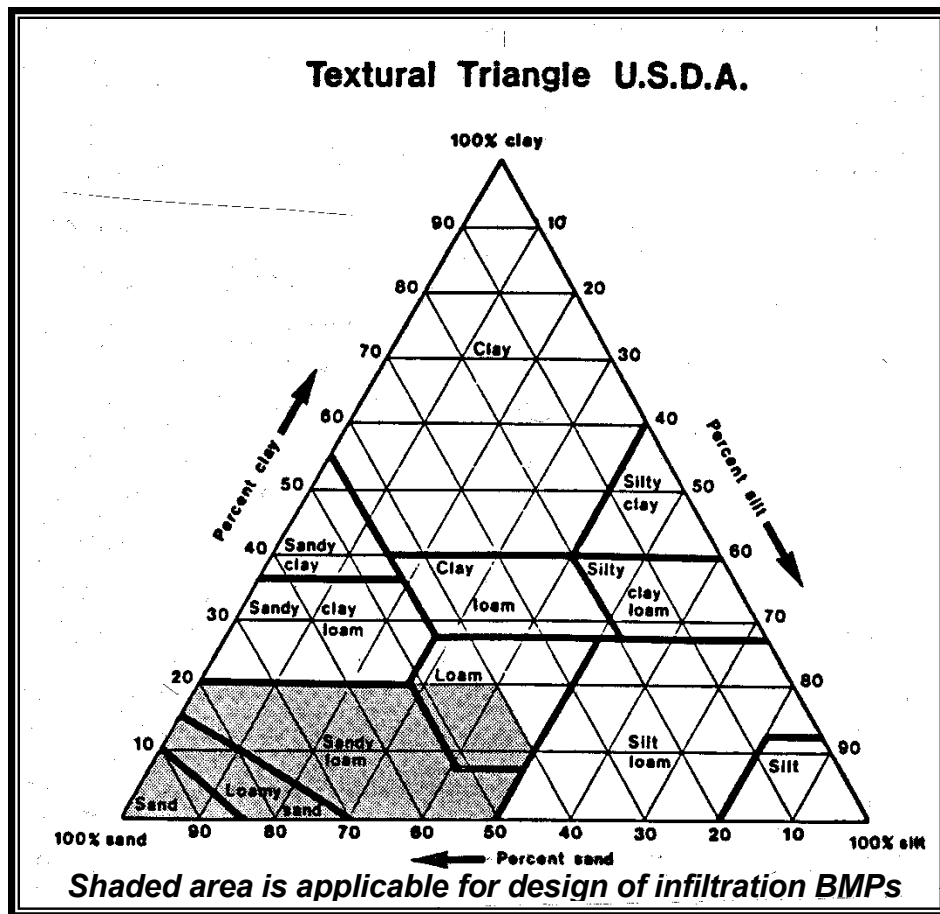 Textural Triangle U.S.D.A.
100% clay
90 10
80 20
70 Clay 30
60 40
Percent clay
Percent silt
50 Silty 50
clay
40 Sandy Clay Silty 60
clay
loam clay
30 Sandy clay loam 70
loam
Loam
20 80
10 Sandy Silt 90
loam loam Silt
Sand Loamy
sand
100% sand 90 80 70 60 50 40 30 20 10 100% silt
Percent sand
Shaded area is applicable for design of infiltration BMPs